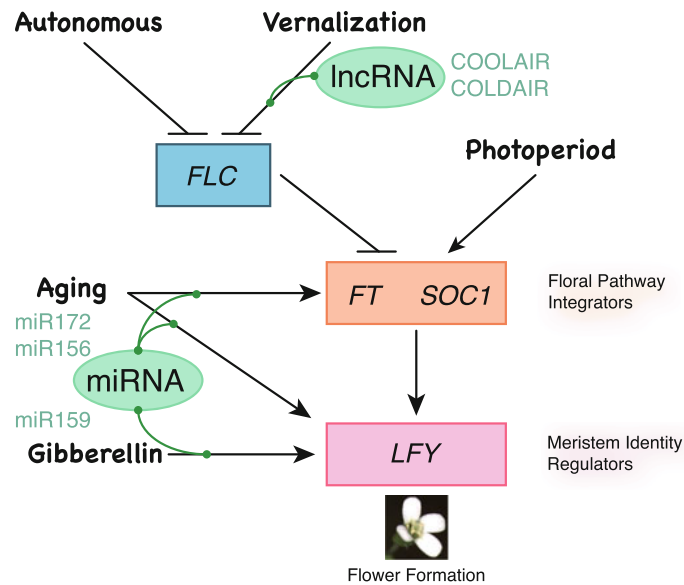 Autonomous
Vernalization
lncRNA
COOLAIR
COLDAIR
Photoperiod
FLC
Aging
FT SOC1
Floral Pathway
Integrators
miR172
miR156
miRNA
miR159
Gibberellin
LFY
Meristem Identity
Regulators
Flower Formation